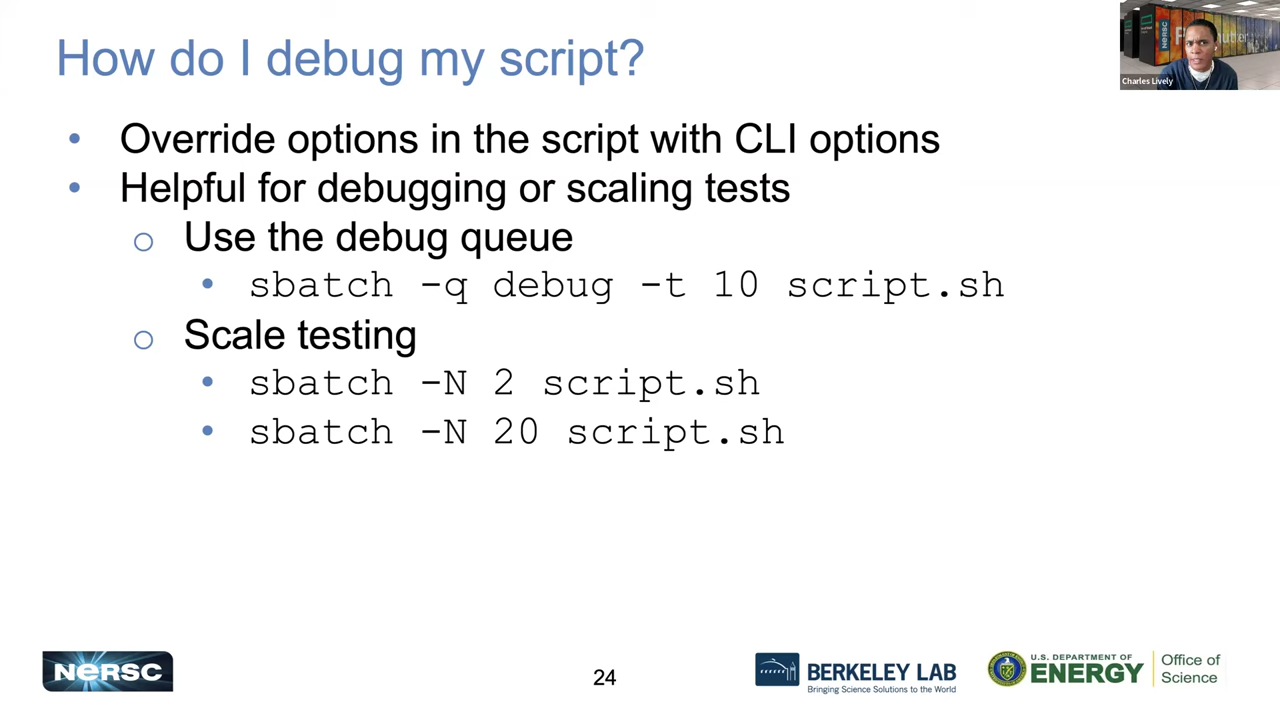 How do I debug my script?
NERSC
Charles Lively
• Override options in the script with CLI options
• Helpful for debugging or scaling tests
o Use the debug queue
• sbatch -q debug -t 10 script.sh
o Scale testing
• sbatch -N 2 script.sh
• sbatch -N 20 script.sh
NERSC
24
BERKELEY LAB
Bringing Science Solutions to the World
U.S. DEPARTMENT OF
ENERGY
Office of
Science